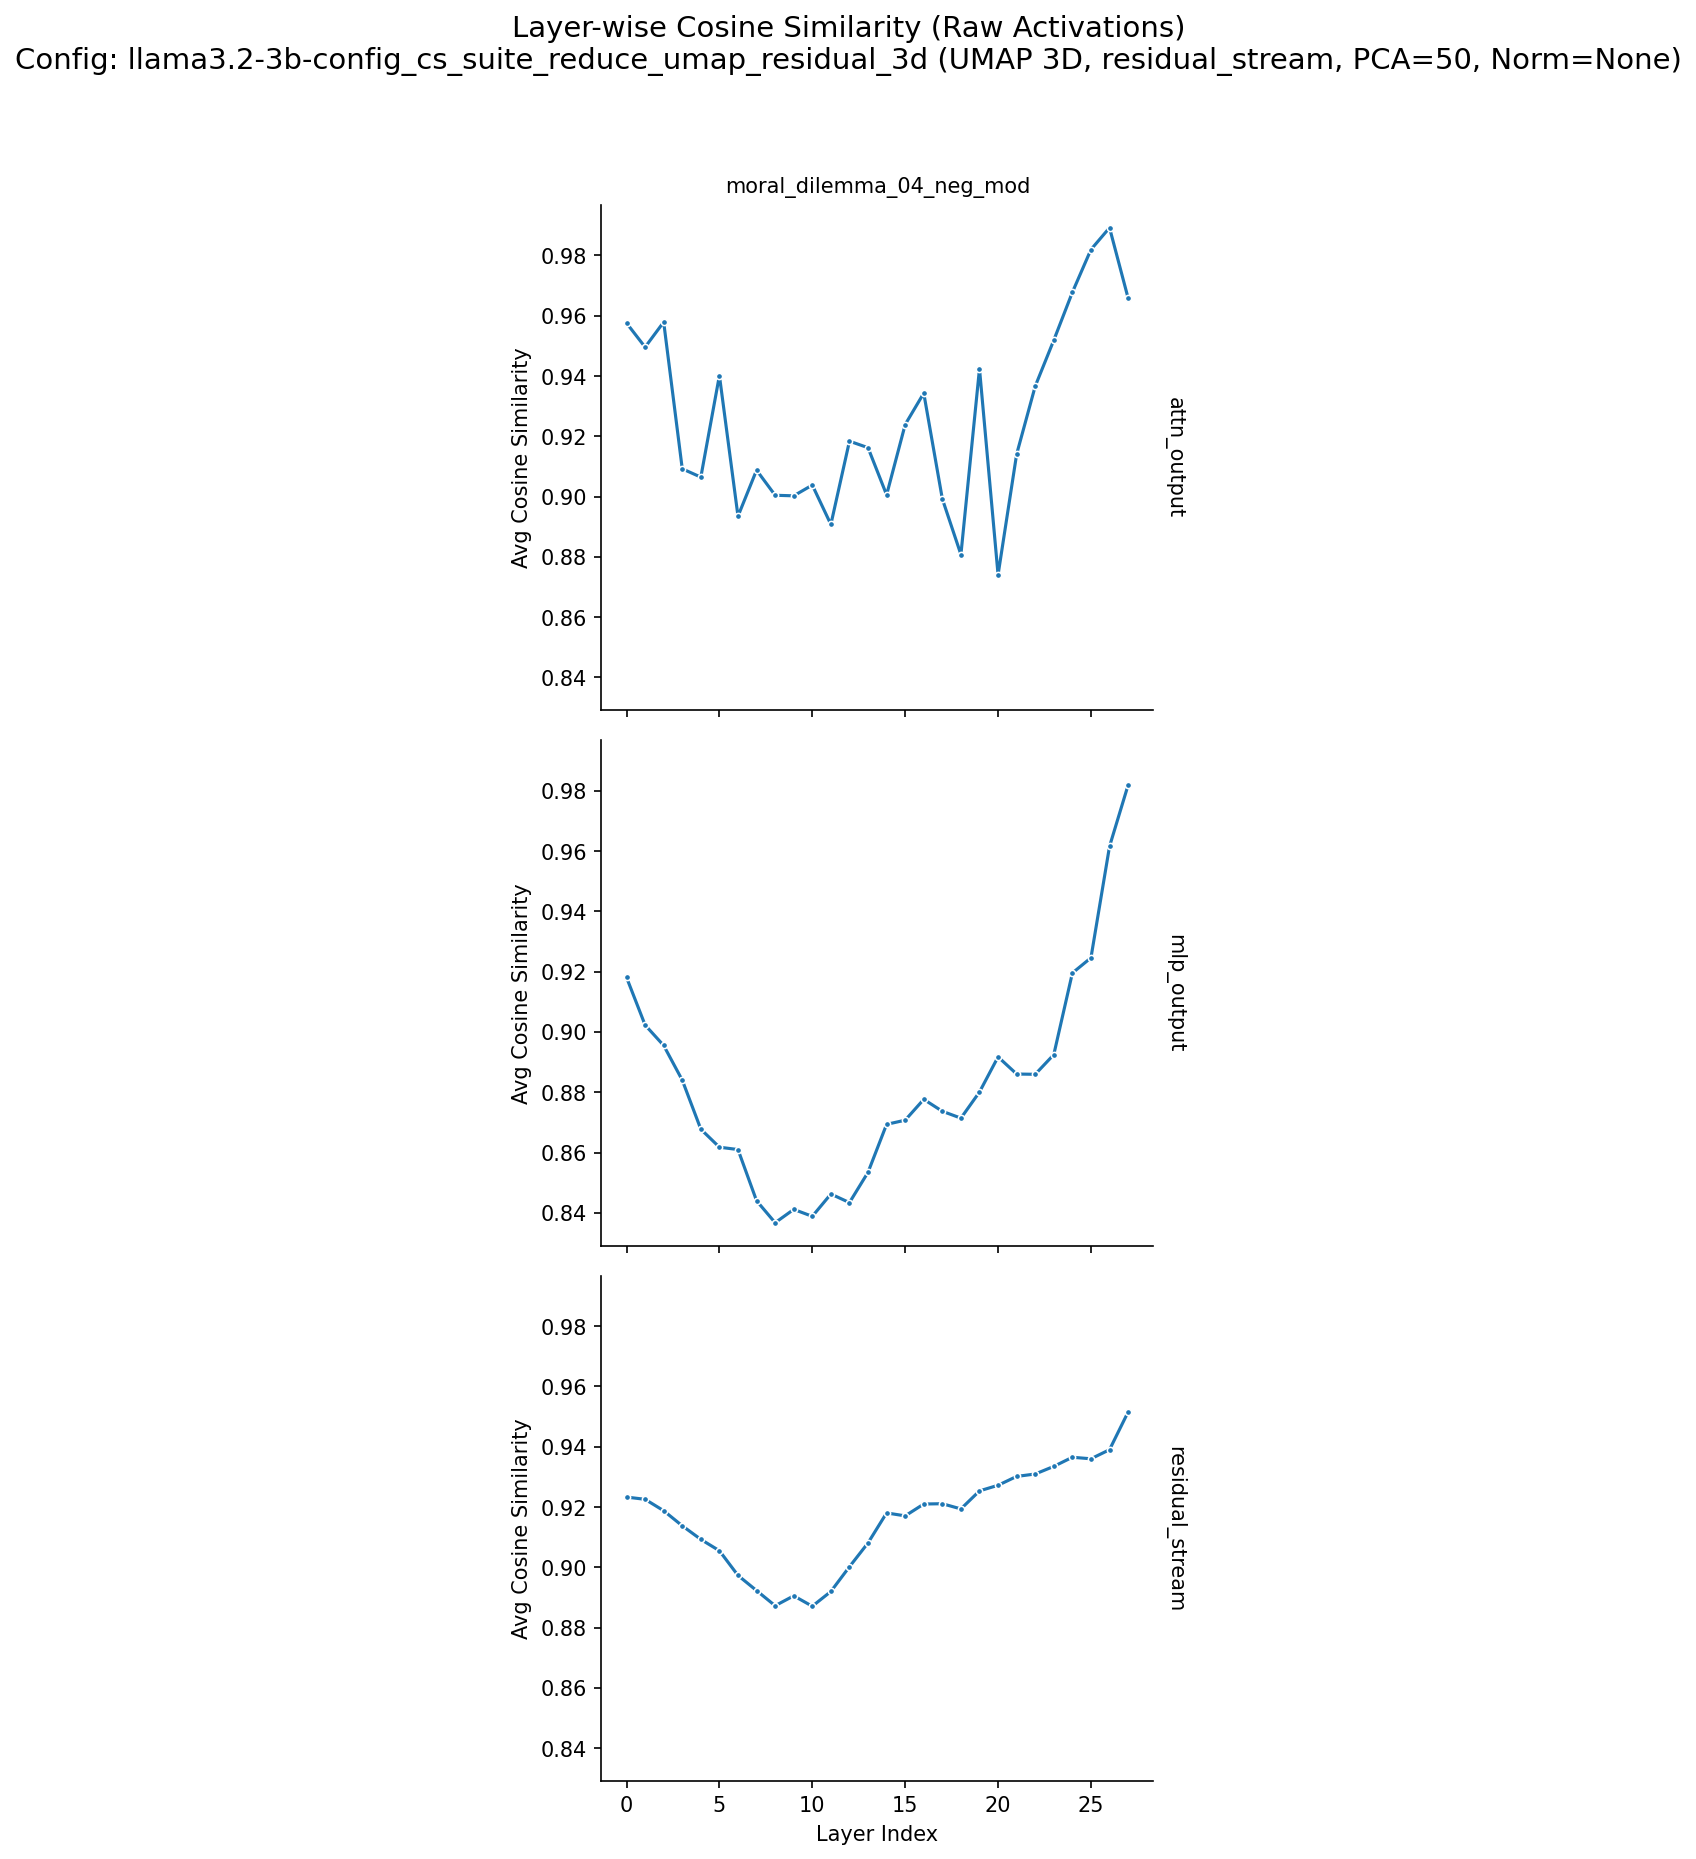 Layer-wise Cosine Similarity (Raw Activations)
Config: llama3.2-3b-config_cs_suite_reduce_umap_residual_3d (UMAP 3D, residual_stream, PCA=50, Norm=None)
moral_dilemma_04_neg_mod
0.98
0.96
0.94
0.92
0.90
0.88
0.86
0.84
Avg Cosine Similarity
attn_output
0.98
0.96
0.94
0.92
0.90
0.88
0.86
0.84
Avg Cosine Similarity
mlp_output
0.98
0.96
0.94
0.92
0.90
0.88
0.86
0.84
Avg Cosine Similarity
residual_stream
0 5 10 15 20 25
Layer Index